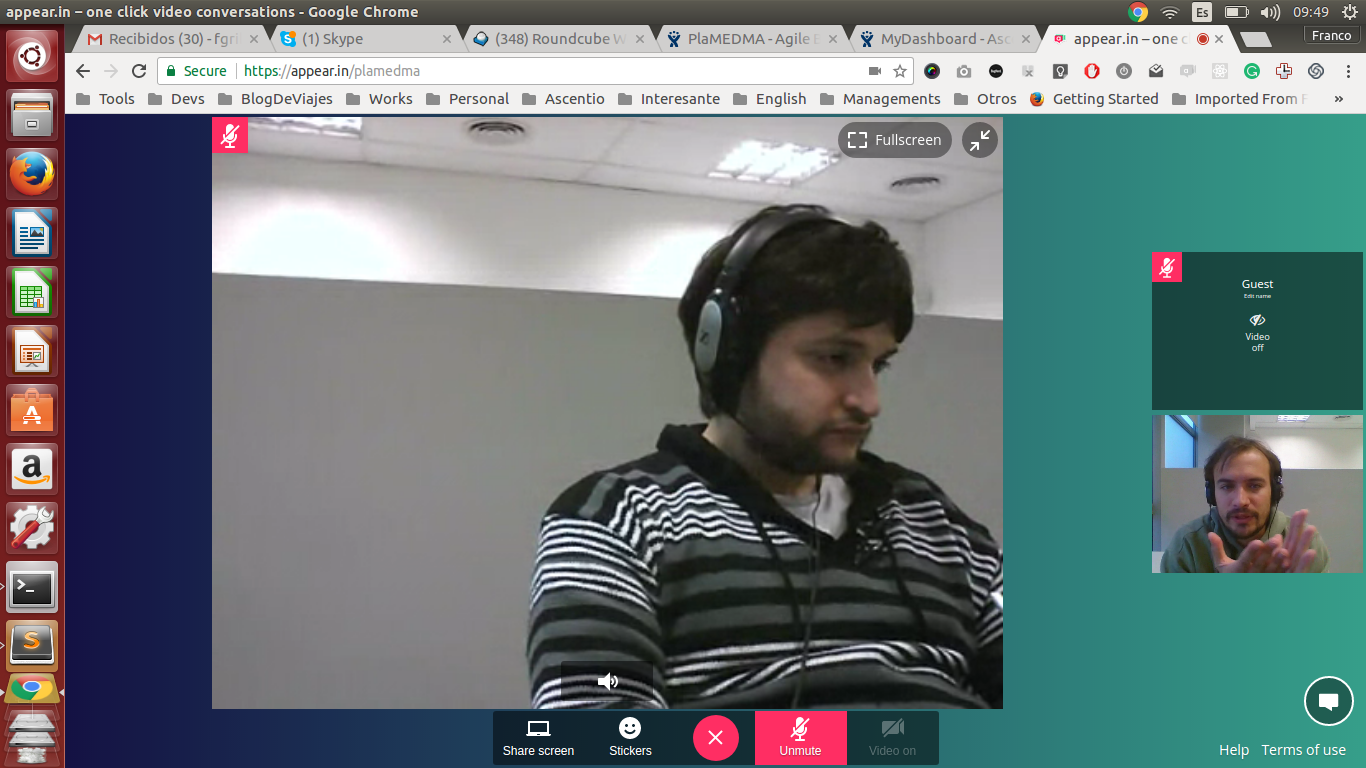 appear.in – one click video conversations - Google Chrome
Es
09:49
Recibidos (30) - fgri
(1) Skype
(348) Roundcube W
PlaMEDMA - Agile B
MyDashboard - Asc
appear.in – one c
Franco
Secure
https://appear.in/plamedma
Tools
Devs
BlogDeViajes
Works
Personal
Ascentio
Interesante
English
Managements
Otros
Getting Started
Imported From F
»
Fullscreen
Guest
Edit name
Video
off
Share screen
Stickers
Unmute
Video on
Help
Terms of use